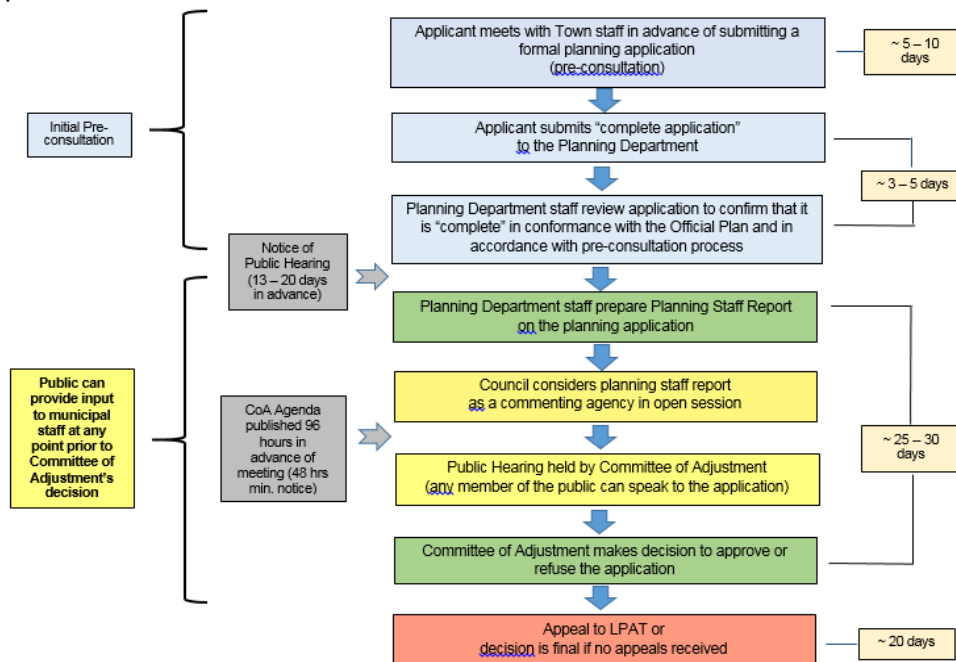 Applicant meets with Town staff in advance of submitting a
formal planning application
(pre-consultation)
~ 5 – 10
days
Initial Pre-
consultation
Applicant submits “complete application”
to the Planning Department
~ 3 – 5 days
Planning Department staff review application to confirm that it
is “complete” in conformance with the Official Plan and in
accordance with pre-consultation process
Notice of
Public Hearing
(13 – 20 days
in advance)
Planning Department staff prepare Planning Staff Report
on the planning application
Public can
provide input
to municipal
staff at any
point prior to
Committee of
Adjustment's
decision
Council considers planning staff report
as a commenting agency in open session
CoA Agenda
published 96
hours in
advance of
meeting (48 hrs
min. notice)
~ 25 – 30
days
Public Hearing held by Committee of Adjustment
(any member of the public can speak to the application)
Committee of Adjustment makes decision to approve or
refuse the application
Appeal to LPAT or
decision is final if no appeals received
~ 20 days